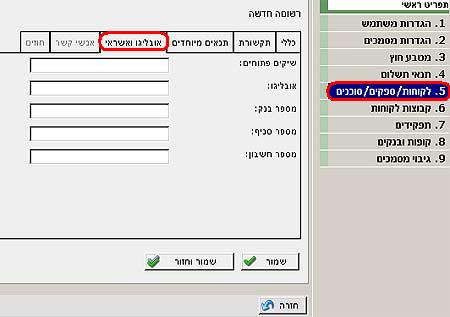 תפריט ראשי
1. הגדרות משתמש
2. הגדרות מסמכים
3. מטבע חוץ
4. תנאי תשלום
5. לקוחות/ספקים/סוכנים
6. קבוצות לקוחות
7. תפקידים
8. קופות ובנקים
9. גיבוי מסמכים
רשומה חדשה
כללי תקשורת תנאים מיוחדים אובליגו ואשראי אנשי קשר חוזים
שיקים פתוחים:
אובליגו:
מספר בנק:
מספר סניף:
מספר חשבון:
שמור שמור וחזור
חזרה